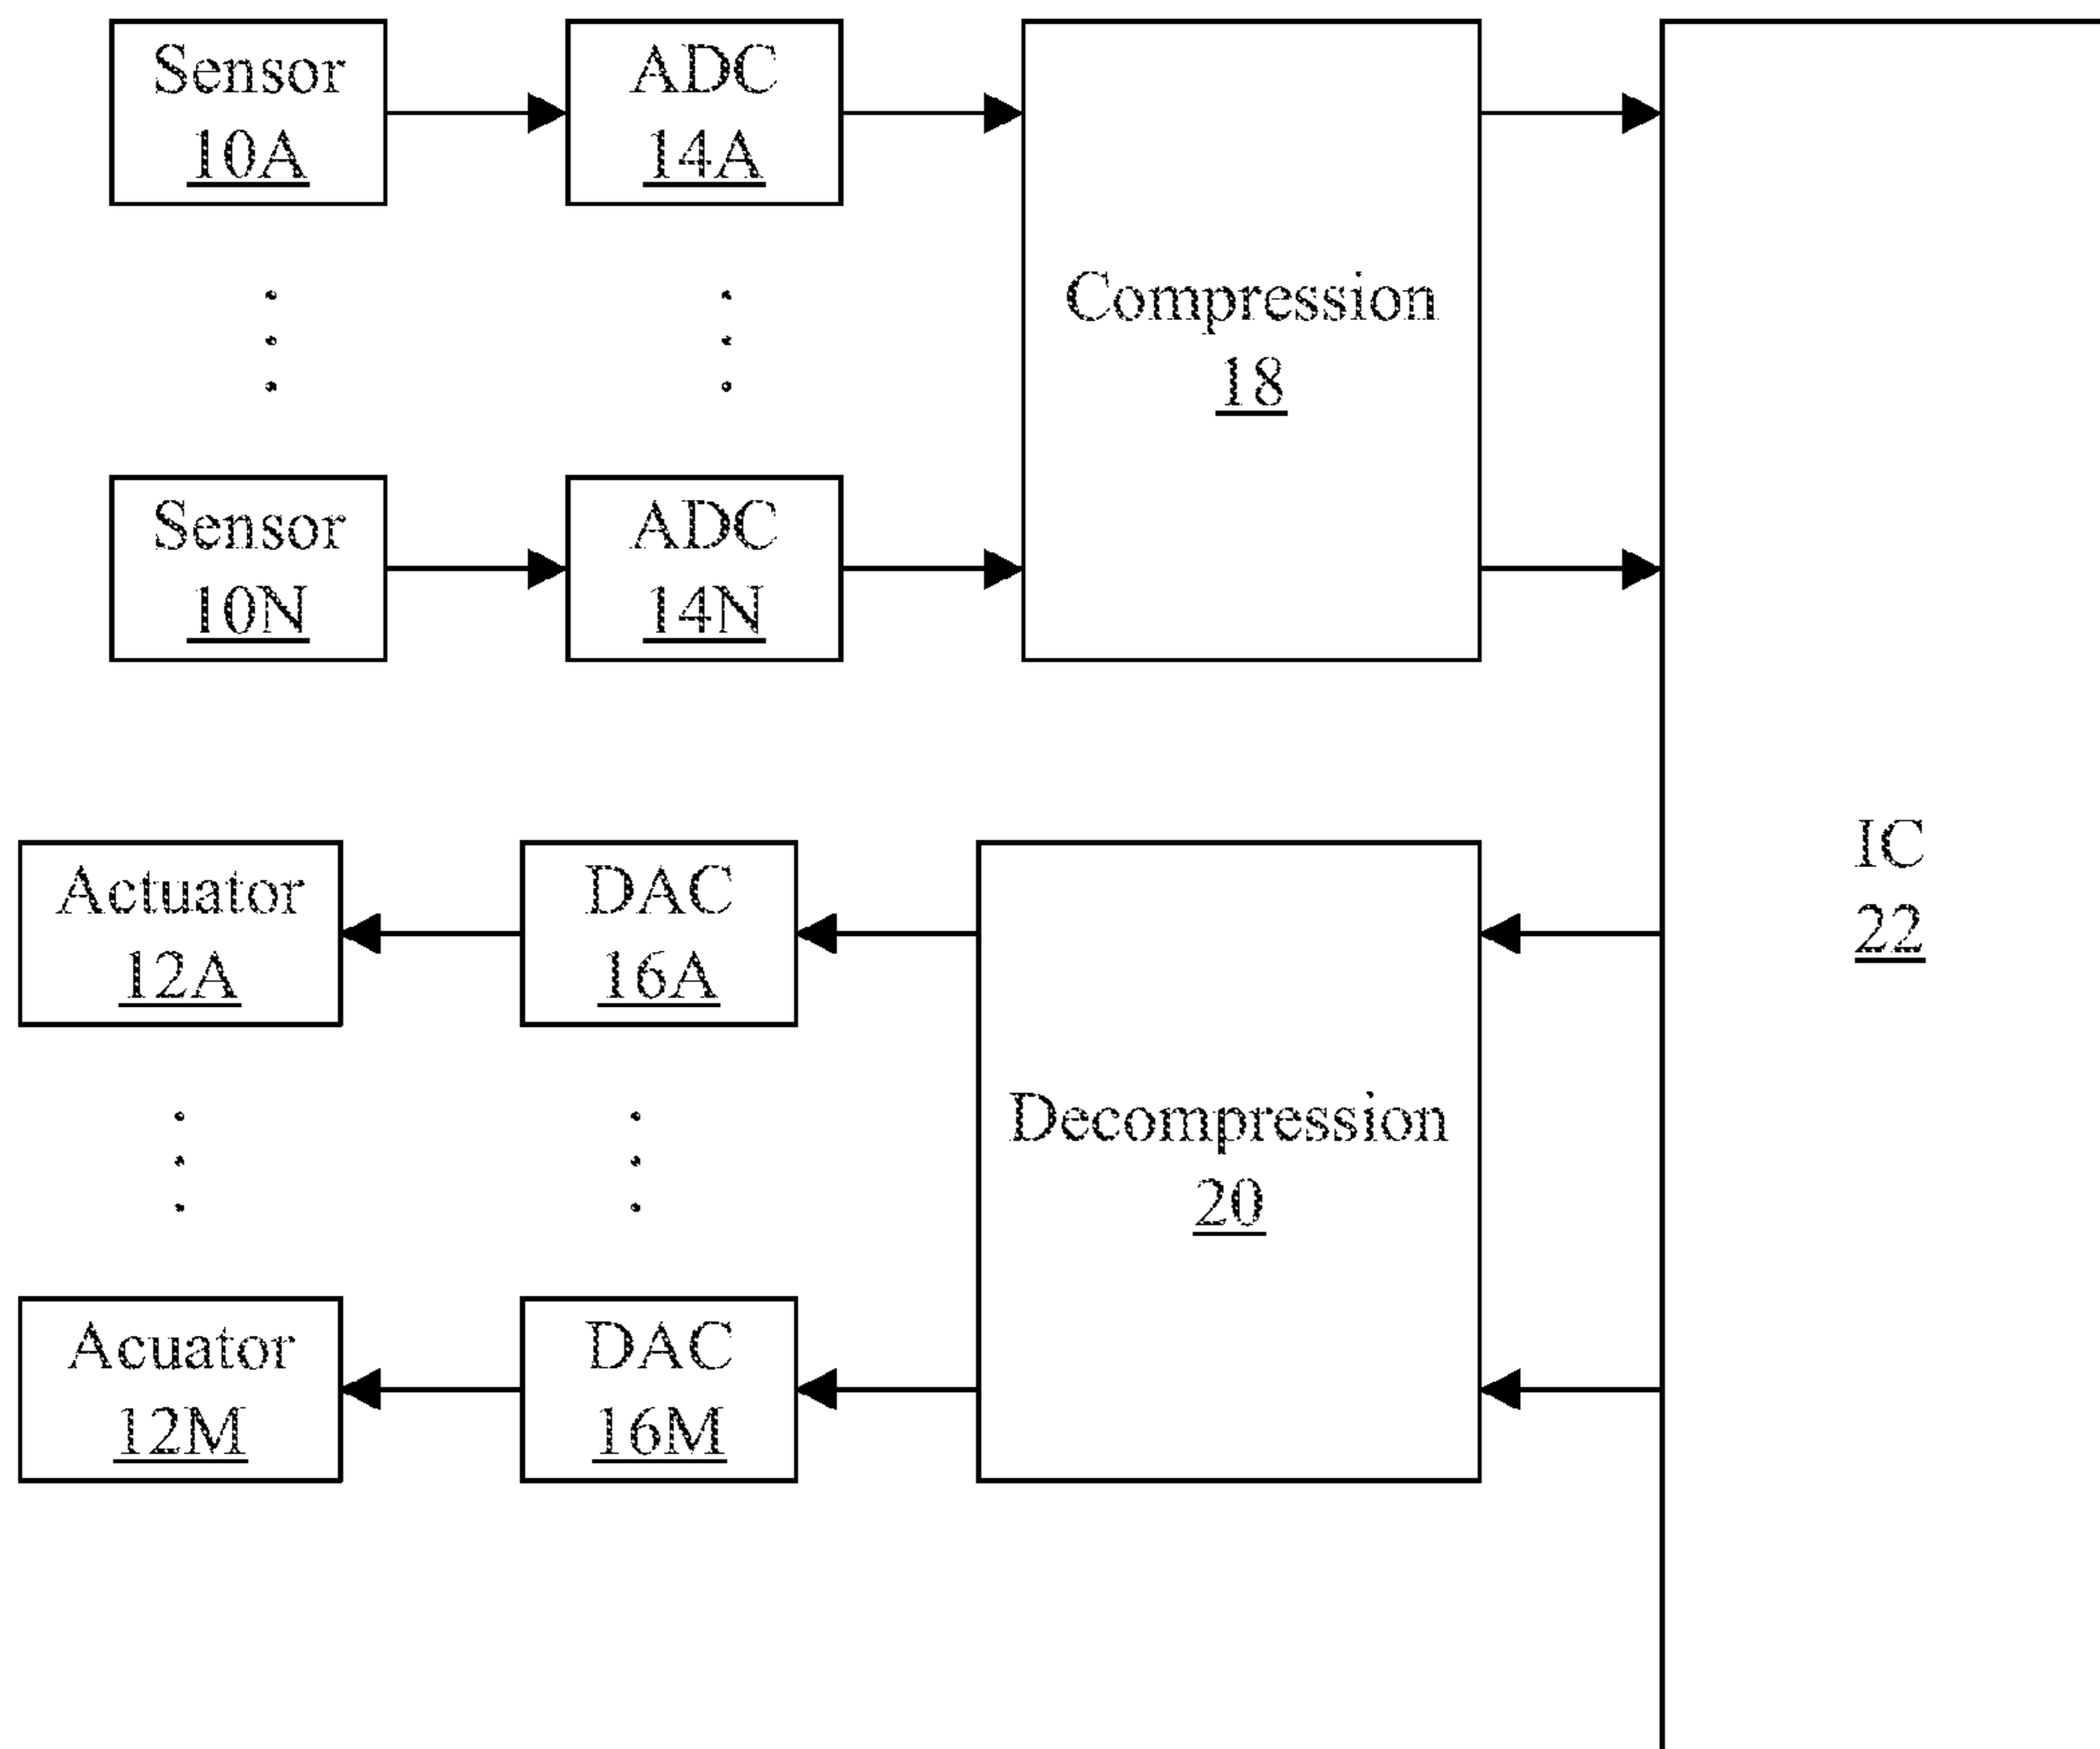 Sensor
10A
ADC
14A
Compression
18
Sensor
10N
ADC
14N
IC
22
Actuator
12A
DAC
16A
Decompression
20
Acuator
12M
DAC
16M